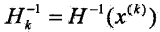 $H_k^{-1} = H^{-1}(x^{(k)})$